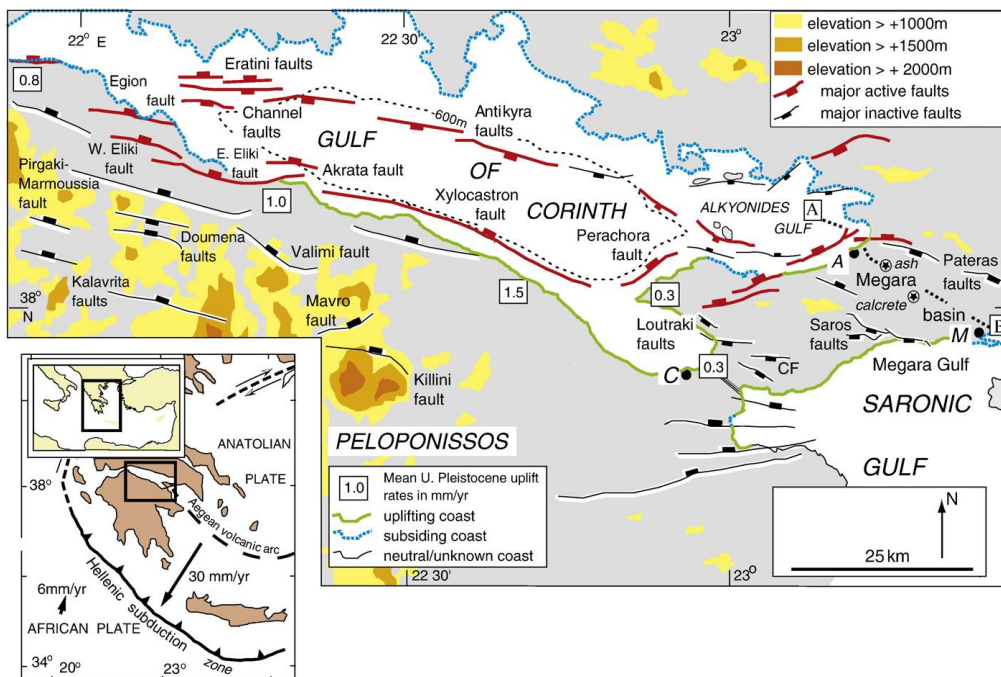 22° E
22 30'
23°
elevation > +1000m
elevation > +1500m
elevation > + 2000m
major active faults
major inactive faults
0.8
Egion
fault
Eratini faults
Channel
faults
-600m
Antikyra
faults
GULF
OF
CORINTH
W. Eliki
fault
E. Eliki
fault
Akrata fault
Pirgaki-
Marmoussia
fault
Xylocastron
fault
1.0
Perachora
fault
ALKYONIDES
GULF
A
A
ash
Megara
calcrete
basin
Pateras
faults
Doumena
faults
Valimi fault
Kalavrita
faults
38°
N
Mavro
fault
1.5
0.3
Loutraki
faults
Saros
faults
M
Megara Gulf
Killini
fault
C
0.3
CF
SARONIC
GULF
PELOPONISSOS
1.0
Mean U. Pleistocene uplift
rates in mm/yr
uplifting coast
subsiding coast
neutral/unknown coast
N
25 km
22 30'
23°
ANATOLIAN
PLATE
38°
Aegean volcanic arc
30 mm/yr
6mm/yr
Hellenic subduction
zone
AFRICAN PLATE
34°
20°
23°